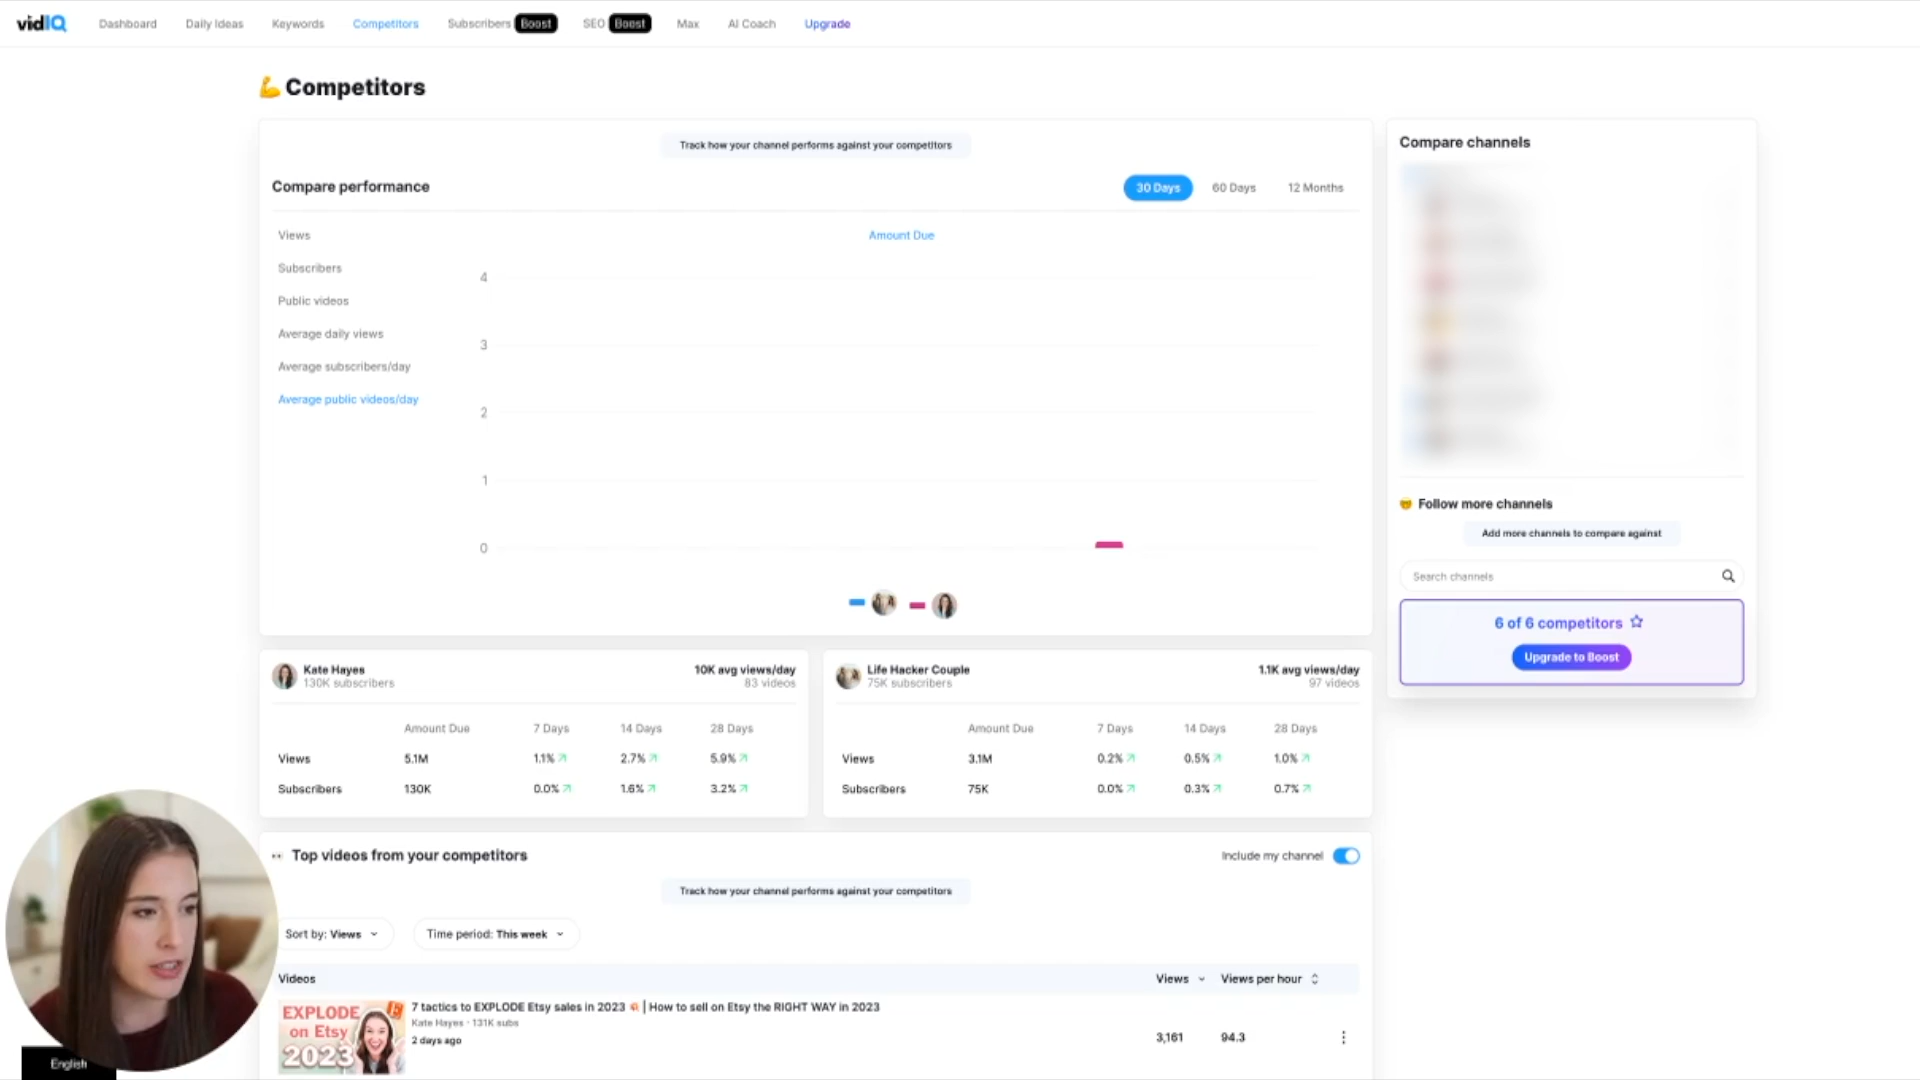 vidIQ
Dashboard
Daily Ideas
Keywords
Competitors
Subscribers Boost
SEO Boost
Max
AI Coach
Upgrade
💪 Competitors
Track how your channel performs against your competitors
Compare performance
30 Days
60 Days
12 Months
Views
Subscribers
Public videos
Average daily views
Average subscribers/day
Average public videos/day
Amount Due
4
3
2
1
0
Compare channels
Follow more channels
Add more channels to compare against
Search channels
6 of 6 competitors
Upgrade to Boost
Kate Hayes
130K subscribers
10K avg views/day
83 videos
Amount Due 7 Days 14 Days 28 Days
Views 5.1M 1.1% 2.7% 5.9%
Subscribers 130K 0.0% 1.6% 3.2%
Life Hacker Couple
75K subscribers
1.1K avg views/day
97 videos
Amount Due 7 Days 14 Days 28 Days
Views 3.1M 0.2% 0.5% 1.0%
Subscribers 75K 0.0% 0.3% 0.7%
Top videos from your competitors
Include my channel
Track how your channel performs against your competitors
Sort by: Views
Time period: This week
Videos
Views
Views per hour
EXPLODE
on Etsy
2023
7 tactics to EXPLODE Etsy sales in 2023 💥 | How to sell on Etsy the RIGHT WAY in 2023
Kate Hayes · 131K subs
2 days ago
3,161
94.3
English